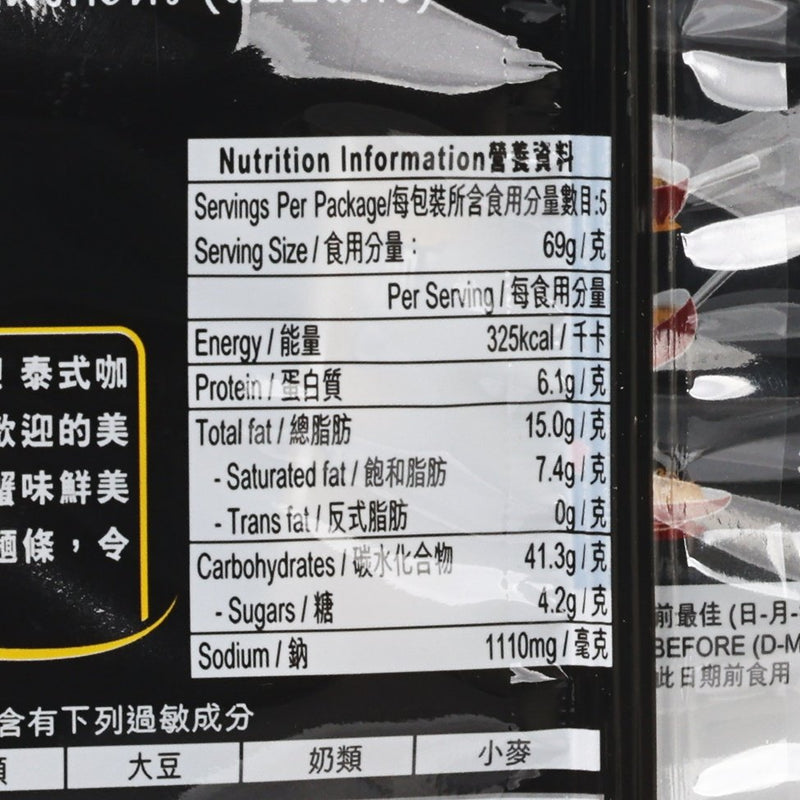 Nutrition Information營養資料
Servings Per Package/每包裝所含食用分量數目:5
Serving Size / 食用分量： 69g / 克
Per Serving / 每食用分量
Energy / 能量 325kcal / 千卡
Protein / 蛋白質 6.1g / 克
Total fat / 總脂肪 15.0g / 克
- Saturated fat / 飽和脂肪 7.4g / 克
- Trans fat / 反式脂肪 0g / 克
Carbohydrates / 碳水化合物 41.3g / 克
- Sugars / 糖 4.2g / 克
Sodium / 鈉 1110mg / 毫克
! 泰式咖
歡迎的美
蟹味鮮美
麵條，令
含有下列過敏成分
類 大豆 奶類 小麥
前最佳 (日-月-
BEFORE (D-M
此日期前食用